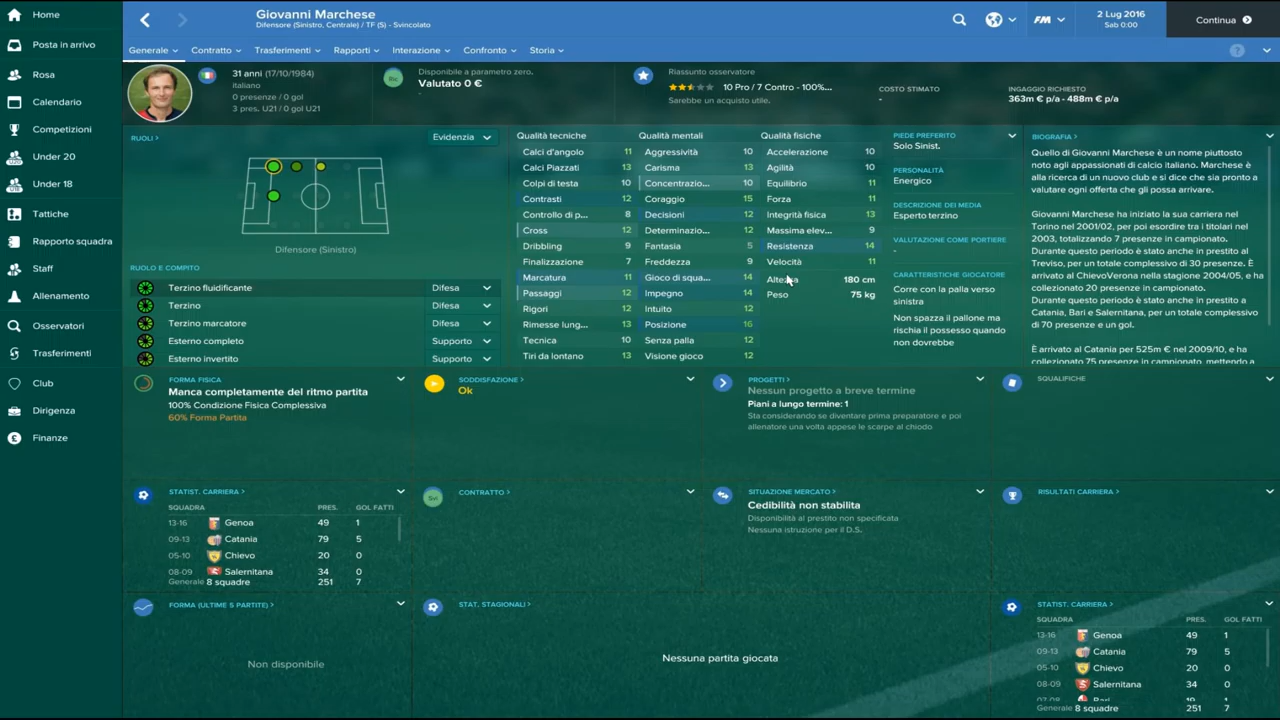 Home
Posta in arrivo
Rosa
Calendario
Competizioni
Under 20
Under 18
Tattiche
Rapporto squadra
Staff
Allenamento
Osservatori
Trasferimenti
Club
Dirigenza
Finanze
Giovanni Marchese
Difensore (Sinistro, Centrale) / TF (S) - Svincolato
FM
2 Lug 2016
Sab 0:00
Continua
Generale
Contratto
Trasferimenti
Rapporti
Interazione
Confronto
Storia
31 anni (17/10/1984)
italiano
0 presenze / 0 gol
3 pres. U21 / 0 gol U21
Disponibile a parametro zero.
Valutato 0 €
-
Riassunto osservatore
10 Pro / 7 Contro - 100%...
Sarebbe un acquisto utile.
COSTO STIMATO
-
INGAGGIO RICHIESTO
363m € p/a - 488m € p/a
RUOLI >
Evidenzia
Difensore (Sinistro)
RUOLO E COMPITO
Terzino fluidificante Difesa
Terzino Difesa
Terzino marcatore Difesa
Esterno completo Supporto
Esterno invertito Supporto
Qualità tecniche
Calci d'angolo 11
Calci Piazzati 13
Colpi di testa 10
Contrasti 12
Controllo di p... 8
Cross 12
Dribbling 9
Finalizzazione 7
Marcatura 11
Passaggi 12
Rigori 12
Rimesse lung... 13
Tecnica 10
Tiri da lontano 13
Qualità mentali
Aggressività 10
Carisma 13
Concentrazio... 10
Coraggio 15
Decisioni 12
Determinazio... 12
Fantasia 5
Freddezza 9
Gioco di squa... 14
Impegno 14
Intuito 12
Posizione 16
Senza palla 12
Visione gioco 12
Qualità fisiche
Accelerazione 10
Agilità 10
Equilibrio 11
Forza 11
Integrità fisica 13
Massima elev... 9
Resistenza 14
Velocità 11
Altezza 180 cm
Peso 75 kg
PIEDE PREFERITO
Solo Sinist.
PERSONALITÀ
Energico
DESCRIZIONE DEI MEDIA
Esperto terzino
VALUTAZIONE COME PORTIERE
-
CARATTERISTICHE GIOCATORE
Corre con la palla verso
sinistra
Non spazza il pallone ma
rischia il possesso quando
non dovrebbe
BIOGRAFIA >
Quello di Giovanni Marchese è un nome piuttosto
noto agli appassionati di calcio italiano. Marchese è
alla ricerca di un nuovo club e si dice che sia pronto a
valutare ogni offerta che gli possa arrivare.
Giovanni Marchese ha iniziato la sua carriera nel
Torino nel 2001/02, per poi esordire tra i titolari nel
2003, totalizzando 7 presenze in campionato.
Durante questo periodo è stato anche in prestito al
Treviso, per un totale complessivo di 30 presenze. È
arrivato al ChievoVerona nella stagione 2004/05, e ha
collezionato 20 presenze in campionato.
Durante questo periodo è stato anche in prestito a
Catania, Bari e Salernitana, per un totale complessivo
di 70 presenze e un gol.
È arrivato al Catania per 525m € nel 2009/10, e ha
collezionato 75 presenze in campionato, mettendo a
FORMA FISICA
Manca completamente del ritmo partita
100% Condizione Fisica Complessiva
60% Forma Partita
SODDISFAZIONE >
Ok
PROGETTI >
Nessun progetto a breve termine
Piani a lungo termine: 1
Sta considerando se diventare prima preparatore e poi
allenatore una volta appese le scarpe al chiodo
SQUALIFICHE
STATIST. CARRIERA >
SQUADRA PRES. GOL FATTI
13-16 Genoa 49 1
09-13 Catania 79 5
05-10 Chievo 20 0
08-09 Salernitana 34 0
Generale 8 squadre 251 7
Svi
CONTRATTO >
SITUAZIONE MERCATO >
Cedibilità non stabilita
Disponibilità al prestito non specificata
Nessuna istruzione per il D.S.
RISULTATI CARRIERA >
FORMA (ULTIME 5 PARTITE) >
Non disponibile
STAT. STAGIONALI >
Nessuna partita giocata
STATIST. CARRIERA >
SQUADRA PRES. GOL FATTI
13-16 Genoa 49 1
09-13 Catania 79 5
05-10 Chievo 20 0
08-09 Salernitana 34 0
07-08 Bari 19 1
Generale 8 squadre 251 7